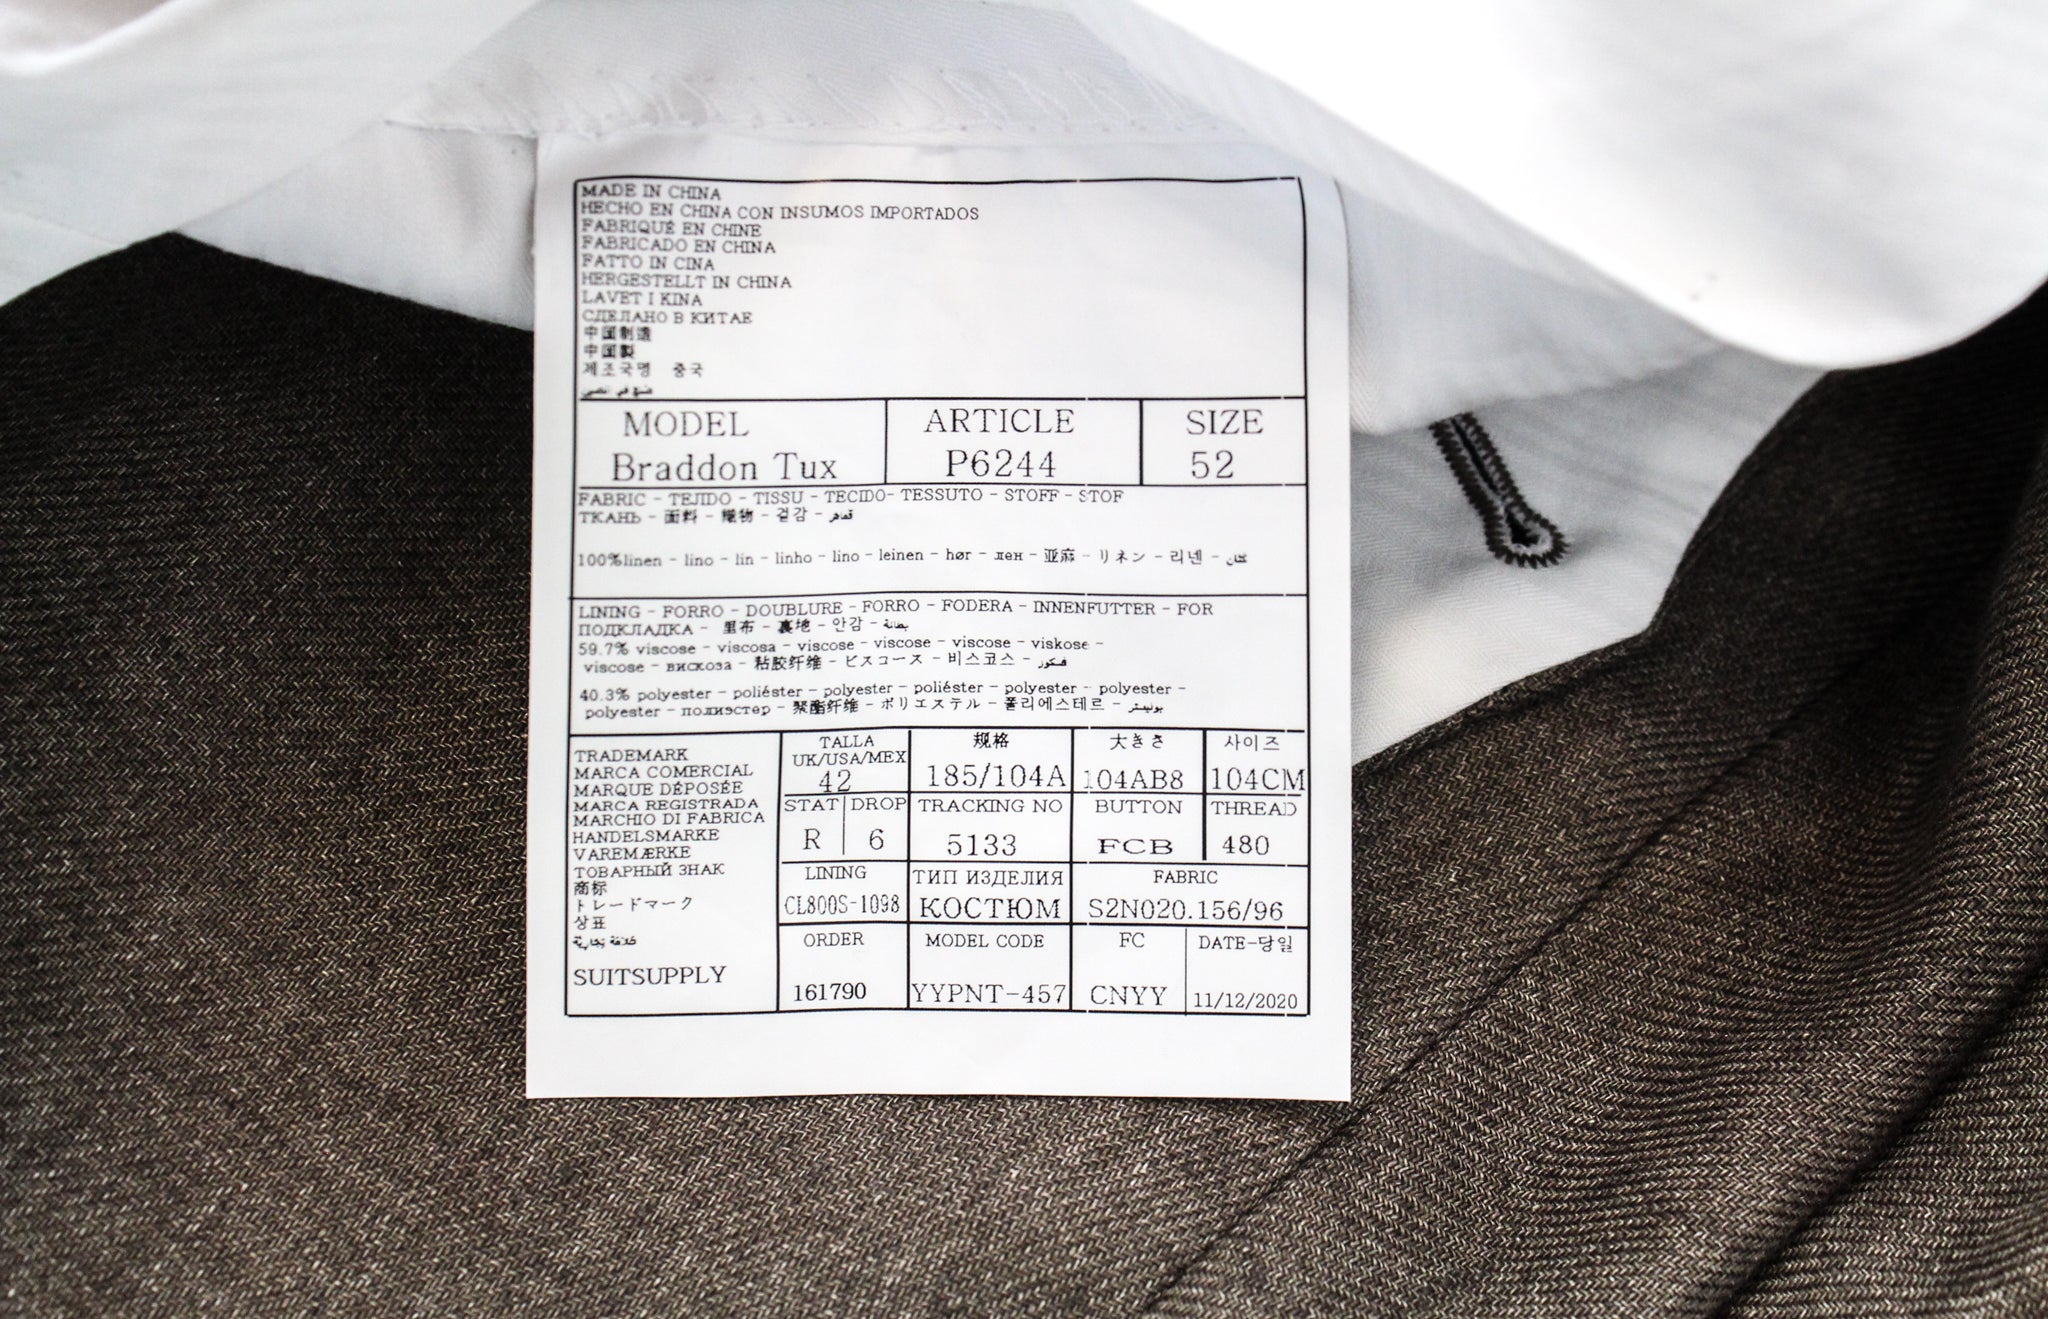 MADE IN CHINA
HECHO EN CHINA CON INSUMOS IMPORTADOS
FABRIQUÉ EN CHINE
FABRICADO EN CHINA
FATTO IN CINA
HERGESTELLT IN CHINA
LAVET I KINA
СДЕЛАНО В КИТАЕ
中国制造
中国製
제조국명 중국
MODEL ARTICLE SIZE
Braddon Tux P6244 52
FABRIC - TEJIDO - TISSU - TECIDO- TESSUTO - STOFF - STOF
ТКАНЬ - 面料 - 織物 - 겉감 -
100%linen - lino - lin - linho - lino - leinen - hør - лен - 亚麻 - リネン - 리넨 - كتان
LINING - FORRO - DOUBLURE - FORRO - FODERA - INNENFUTTER - FOR
ПОДКЛАДКА - 里布 - 裏地 - 안감 - بطانة
59.7% viscose - viscosa - viscose - viscose - viscose - viskose -
viscose - вискоза - 粘胶纤维 - ビスコース - 비스코스 -
40.3% polyester - poliéster - polyester - poliéster - polyester - polyester -
polyester - полиэстер - 聚酯纤维 - ポリエステル - 폴리에스테르 -
TRADEMARK
MARCA COMERCIAL
MARQUE DÉPOSÉE
MARCA REGISTRADA
MARCHIO DI FABRICA
HANDELSMARKE
VAREMÆRKE
ТОВАРНЫЙ ЗНАК
商标
トレードマーク
상표
SUITSUPPLY
TALLA 规格 大きさ 사이즈
UK/USA/MEX
42 185/104A 104AB8 104CM
STAT DROP TRACKING NO BUTTON THREAD
R 6 5133 FCB 480
LINING ТИП ИЗДЕЛИЯ FABRIC
CL800S-1098 КОСТЮМ S2N020.156/96
ORDER MODEL CODE FC DATE-당일
161790 YYPNT-457 CNYY 11/12/2020